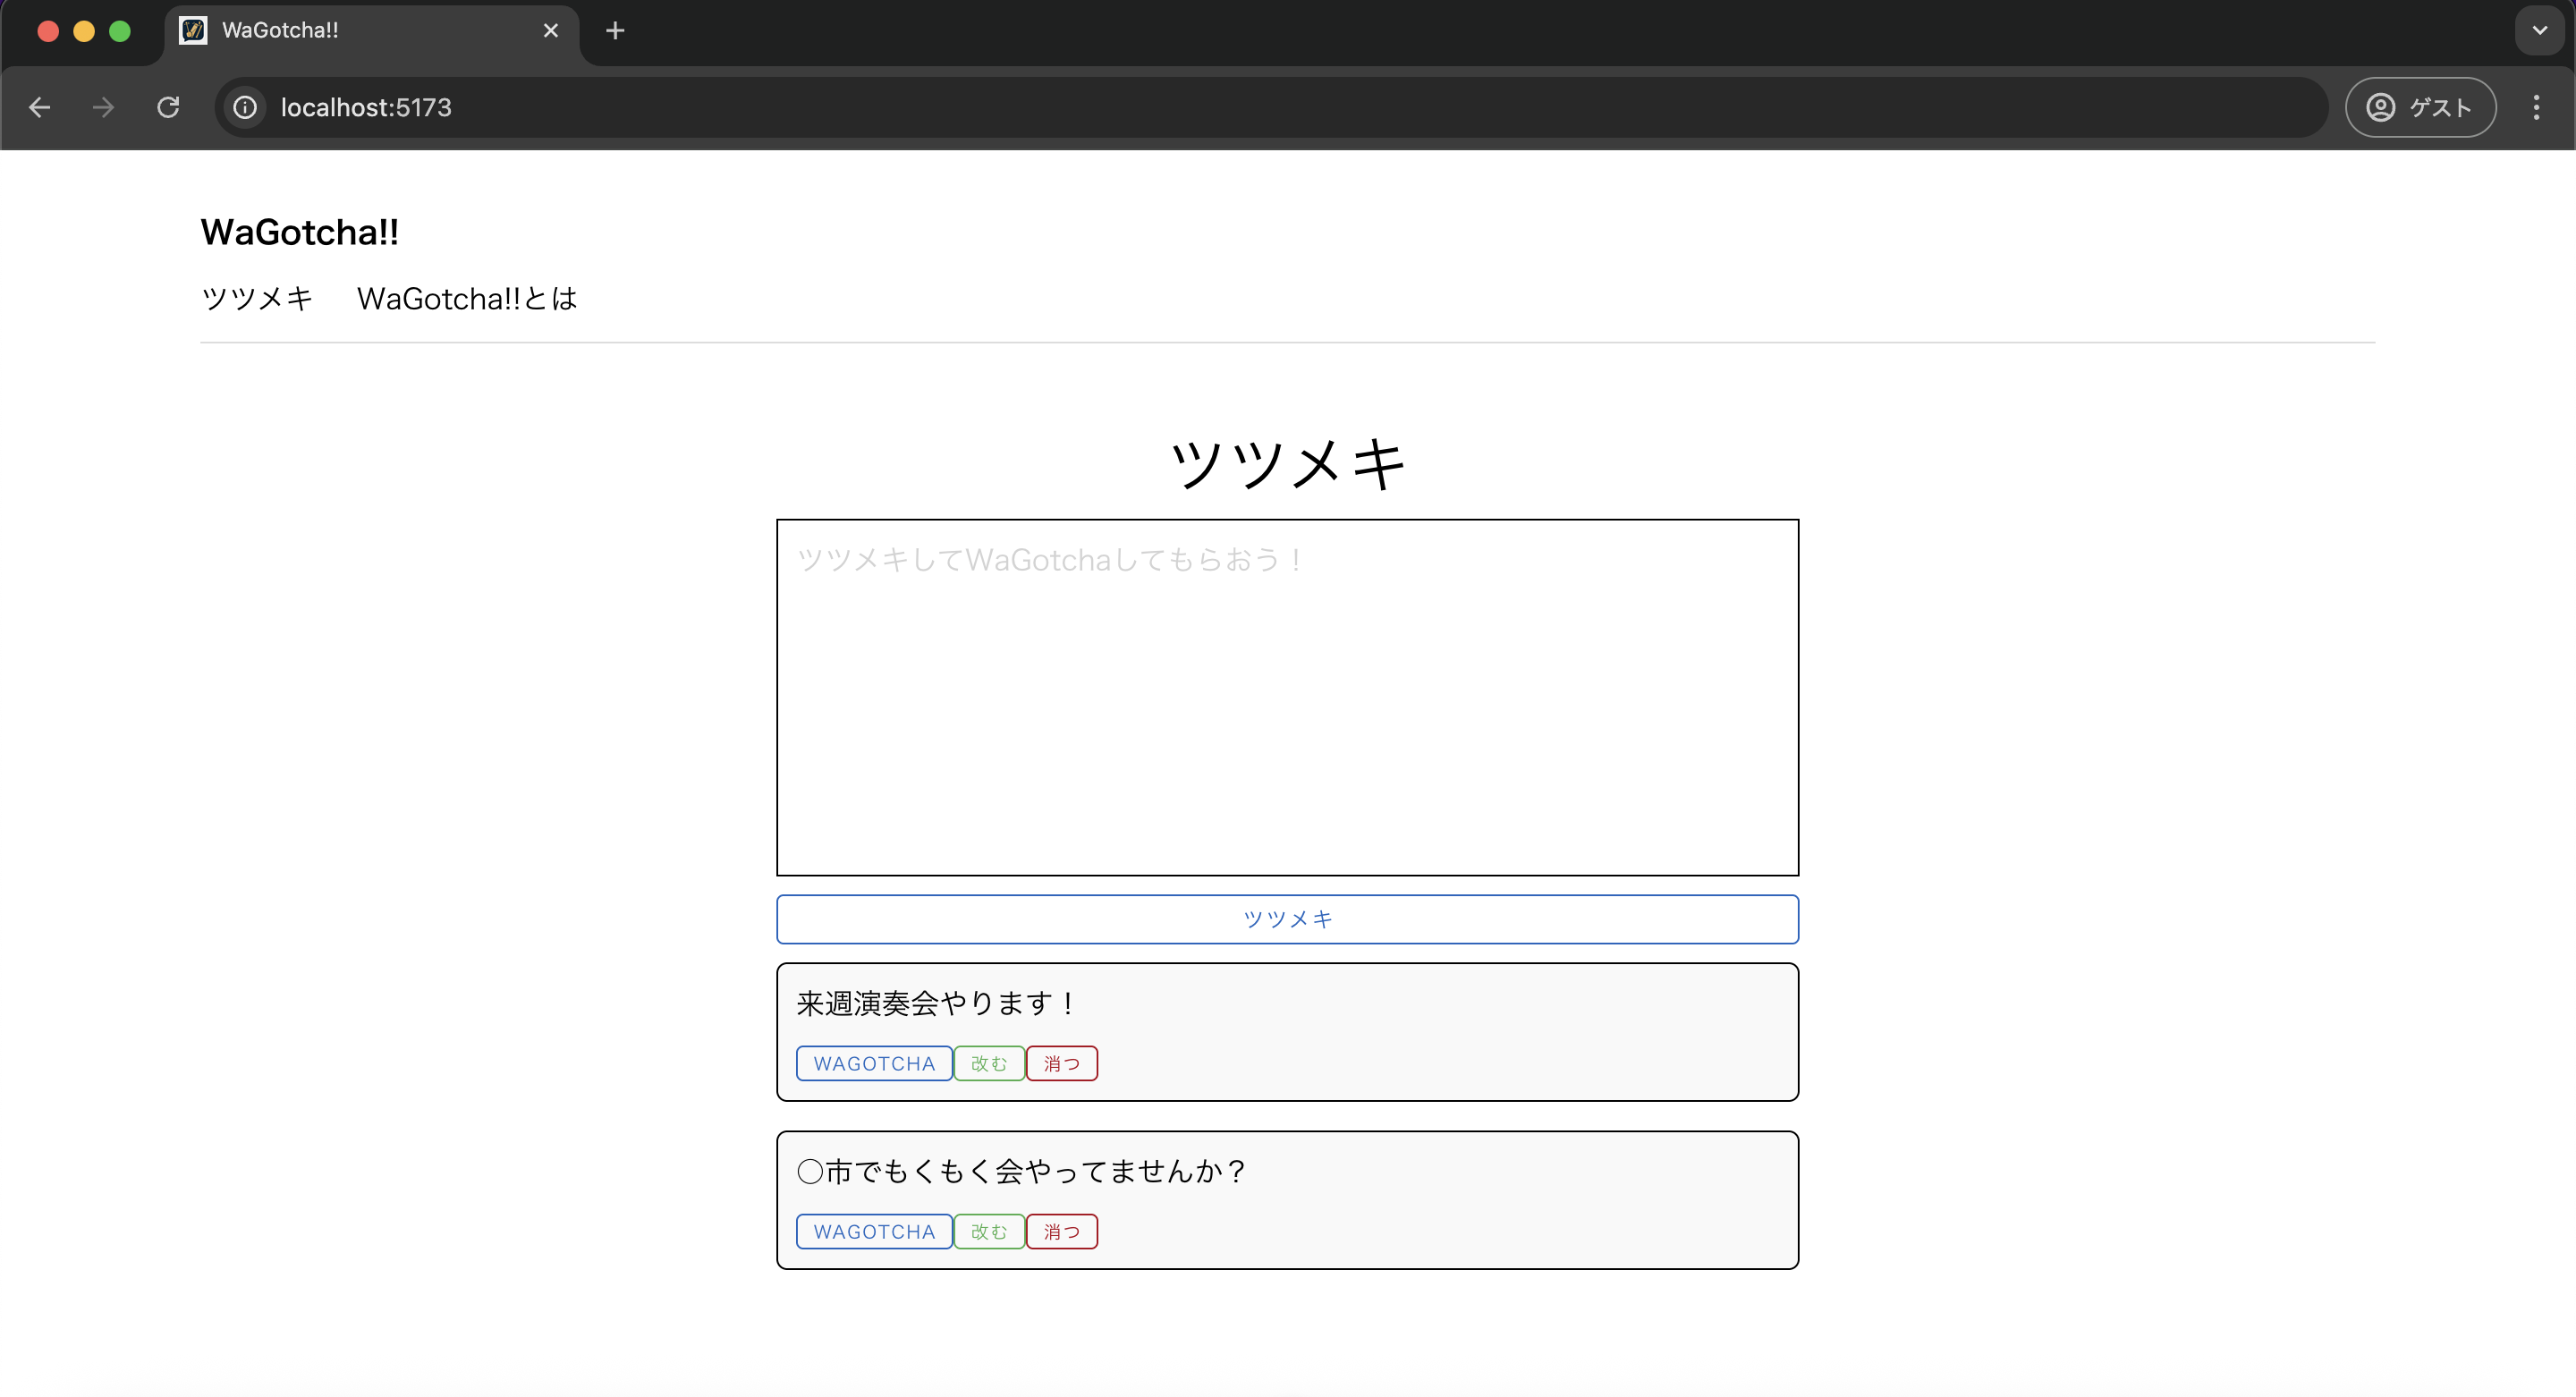 WaGotcha!!
localhost:5173
ゲスト
WaGotcha!!
ツツメキ WaGotcha!!とは
ツツメキ
ツツメキしてWaGotchaしてもらおう！
ツツメキ
来週演奏会やります！
WAGOTCHA 改む 消つ
〇市でもくもく会やってませんか？
WAGOTCHA 改む 消つ